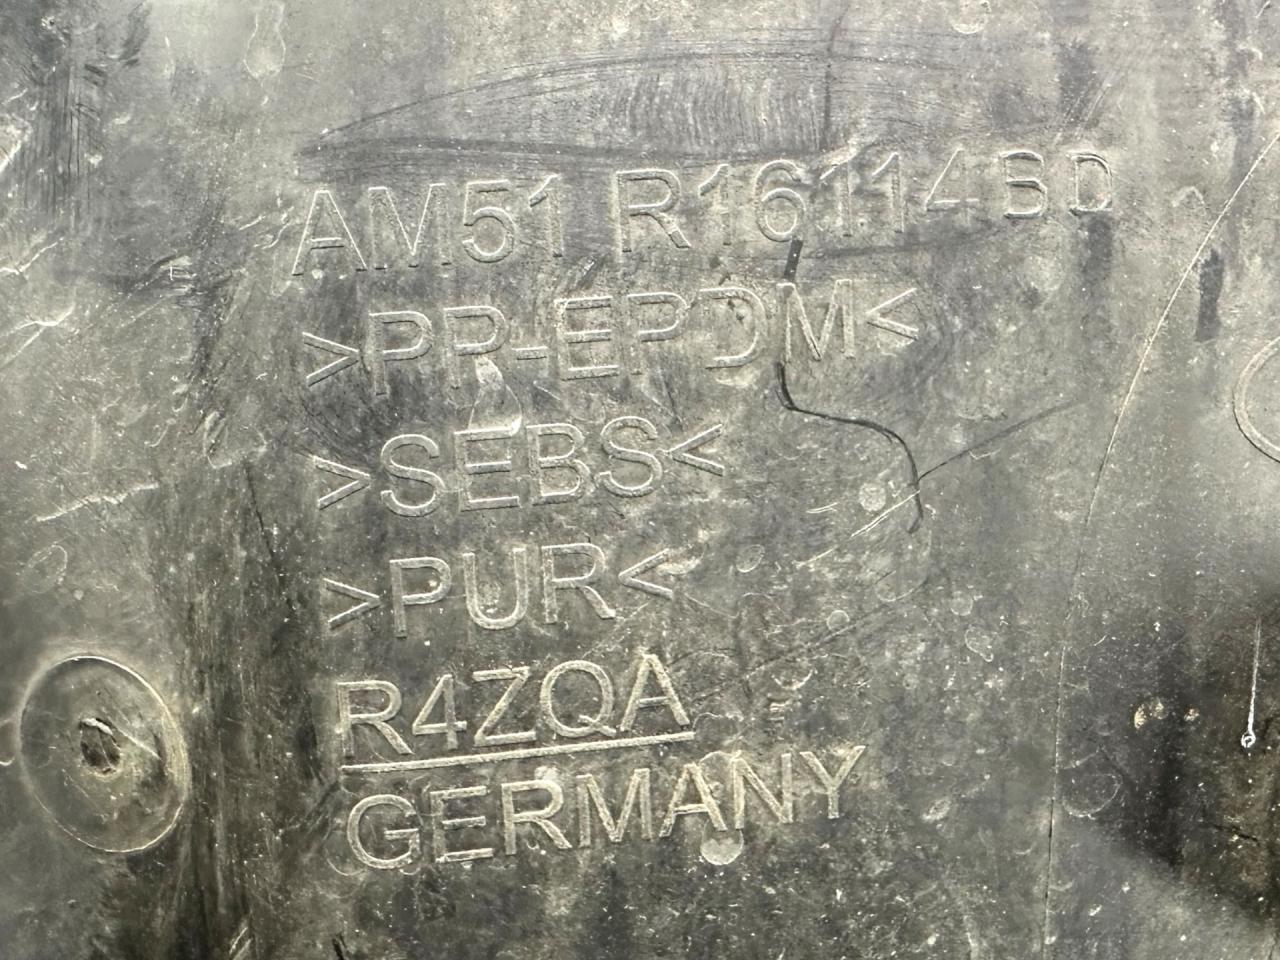 AM51 R16114BD
>PP-EPDM<
>SEBS<
>PUR<
R4ZQA
GERMANY